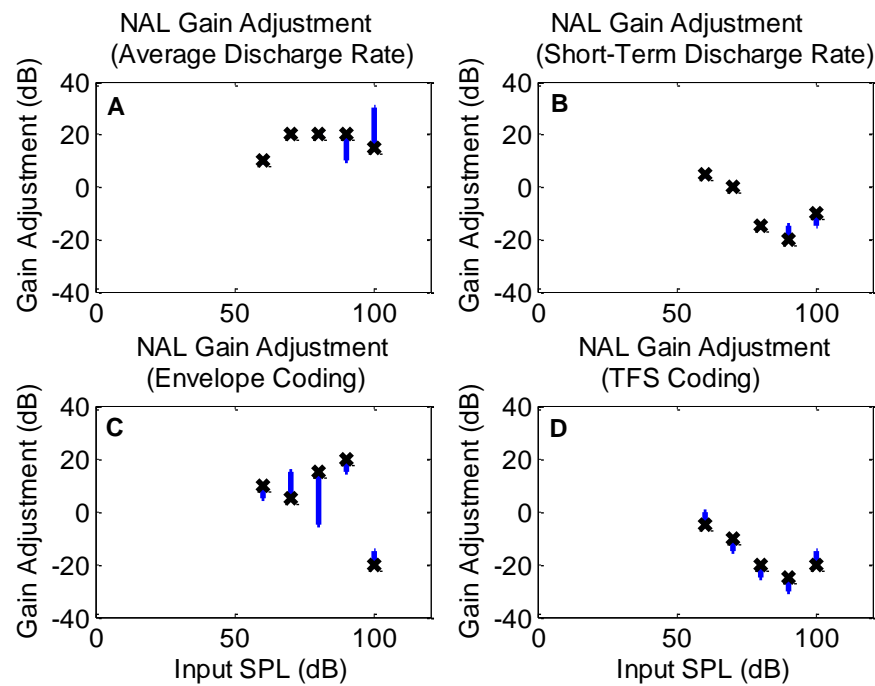 NAL Gain Adjustment
(Average Discharge Rate)
NAL Gain Adjustment
(Short-Term Discharge Rate)
A
Gain Adjustment (dB)
40
20
0
-20
-40
0
50
100
B
Gain Adjustment (dB)
40
20
0
-20
-40
0
50
100
NAL Gain Adjustment
(Envelope Coding)
NAL Gain Adjustment
(TFS Coding)
C
Gain Adjustment (dB)
40
20
0
-20
-40
0
50
100
Input SPL (dB)
D
Gain Adjustment (dB)
40
20
0
-20
-40
0
50
100
Input SPL (dB)